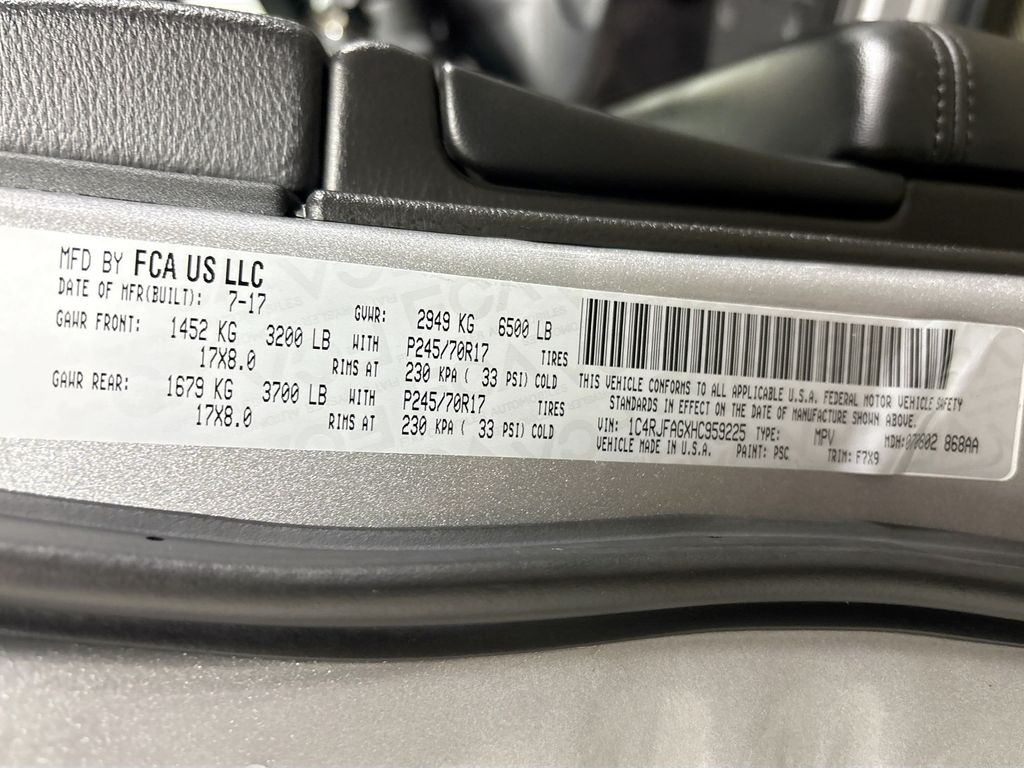 MFD BY FCA US LLC
DATE OF MFR(BUILT): 7-17 GVWR: 2949 KG 6500 LB
GAWR FRONT: 1452 KG 3200 LB WITH P245/70R17 TIRES
17X8.0 RIMS AT 230 KPA ( 33 PSI) COLD
GAWR REAR: 1679 KG 3700 LB WITH P245/70R17 TIRES
17X8.0 RIMS AT 230 KPA ( 33 PSI) COLD
THIS VEHICLE CONFORMS TO ALL APPLICABLE U.S.A. FEDERAL MOTOR VEHICLE SAFETY
STANDARDS IN EFFECT ON THE DATE OF MANUFACTURE SHOWN ABOVE.
VIN: 1C4RJFAGXHC959225 TYPE: MPV MDH:07602 868AA
VEHICLE MADE IN U.S.A. PAINT: PSC TRIM: F7X9